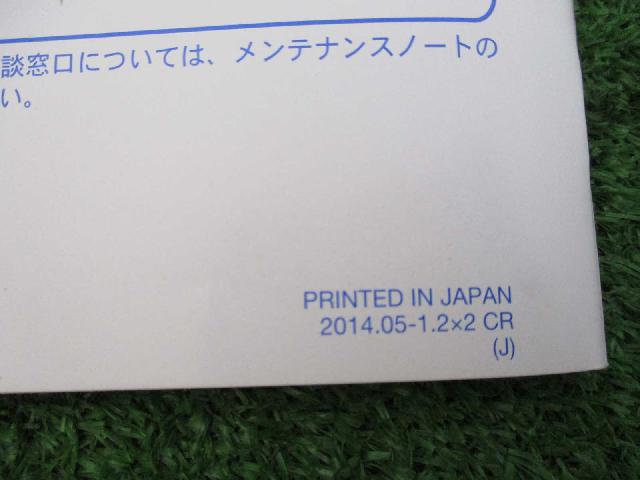 談窓口については、メンテナンスノートの
い。
PRINTED IN JAPAN
2014.05-1.2×2 CR
(J)